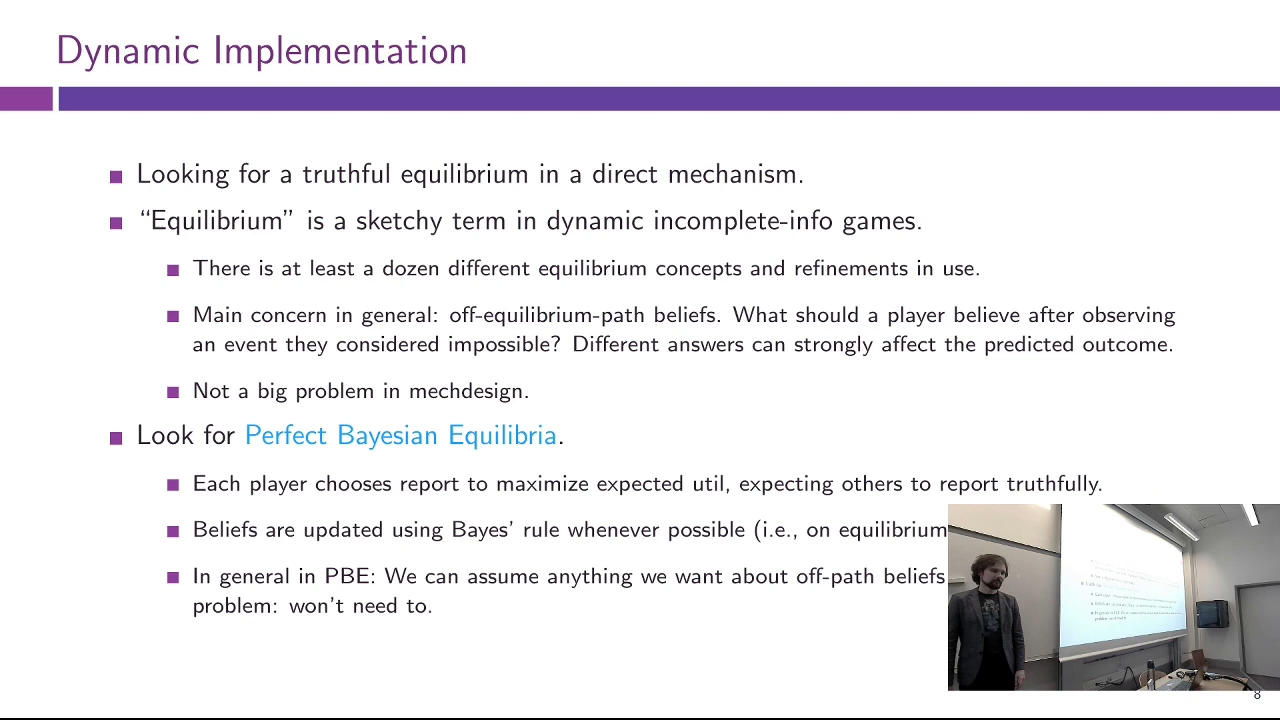 Dynamic Implementation
Looking for a truthful equilibrium in a direct mechanism.
“Equilibrium” is a sketchy term in dynamic incomplete-info games.
There is at least a dozen different equilibrium concepts and refinements in use.
Main concern in general: off-equilibrium-path beliefs. What should a player believe after observing
an event they considered impossible? Different answers can strongly affect the predicted outcome.
Not a big problem in mechdesign.
Look for Perfect Bayesian Equilibria.
Each player chooses report to maximize expected util, expecting others to report truthfully.
Beliefs are updated using Bayes’ rule whenever possible (i.e., on equilibrium
In general in PBE: We can assume anything we want about off-path beliefs
problem: won’t need to.
8